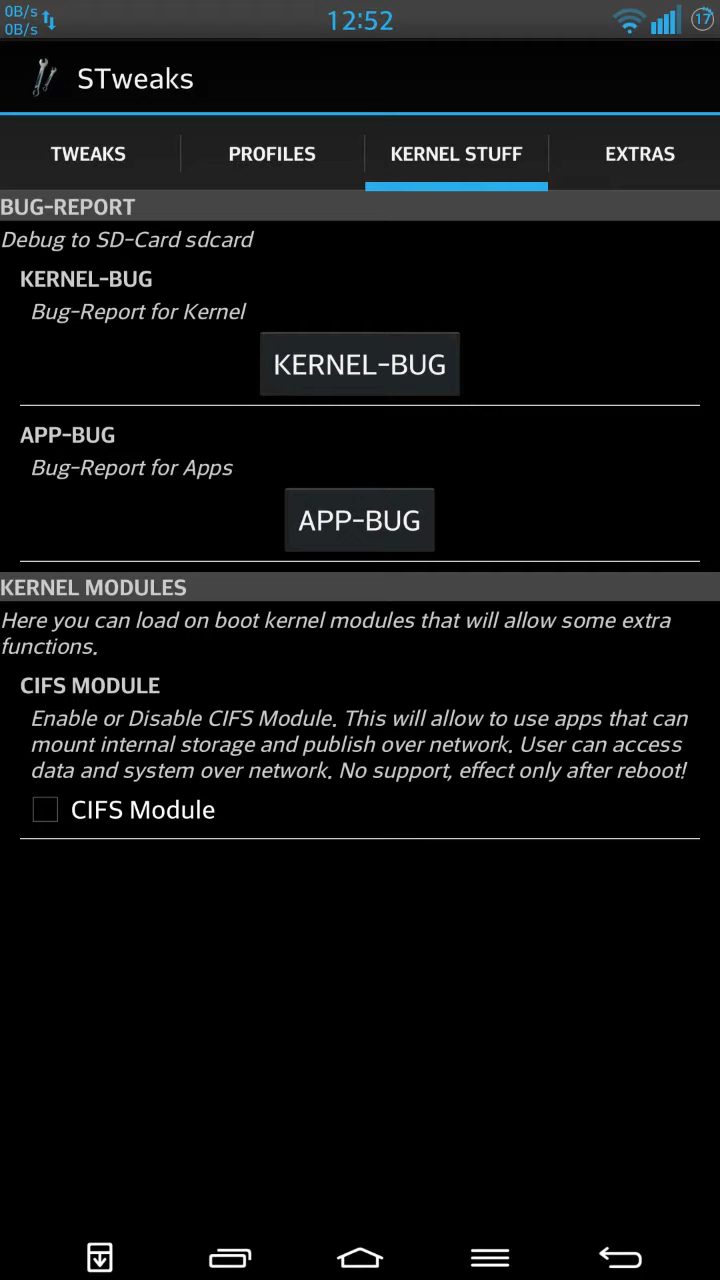 0B/s
0B/s
12:52
17
STweaks
TWEAKS
PROFILES
KERNEL STUFF
EXTRAS
BUG-REPORT
Debug to SD-Card sdcard
KERNEL-BUG
Bug-Report for Kernel
KERNEL-BUG
APP-BUG
Bug-Report for Apps
APP-BUG
KERNEL MODULES
Here you can load on boot kernel modules that will allow some extra
functions.
CIFS MODULE
Enable or Disable CIFS Module. This will allow to use apps that can
mount internal storage and publish over network. User can access
data and system over network. No support, effect only after reboot!
CIFS Module